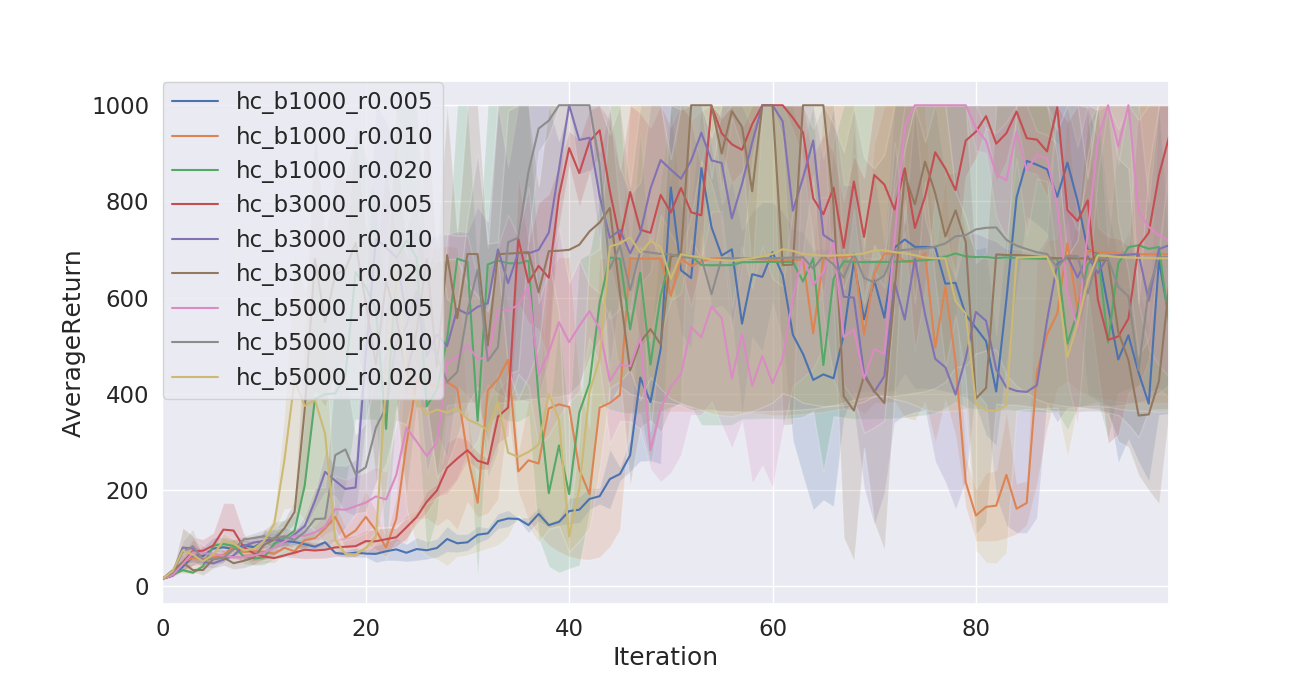 1000
800
600
400
200
0
AverageReturn
hc_b1000_r0.005
hc_b1000_r0.010
hc_b1000_r0.020
hc_b3000_r0.005
hc_b3000_r0.010
hc_b3000_r0.020
hc_b5000_r0.005
hc_b5000_r0.010
hc_b5000_r0.020
0 20 40 60 80
Iteration